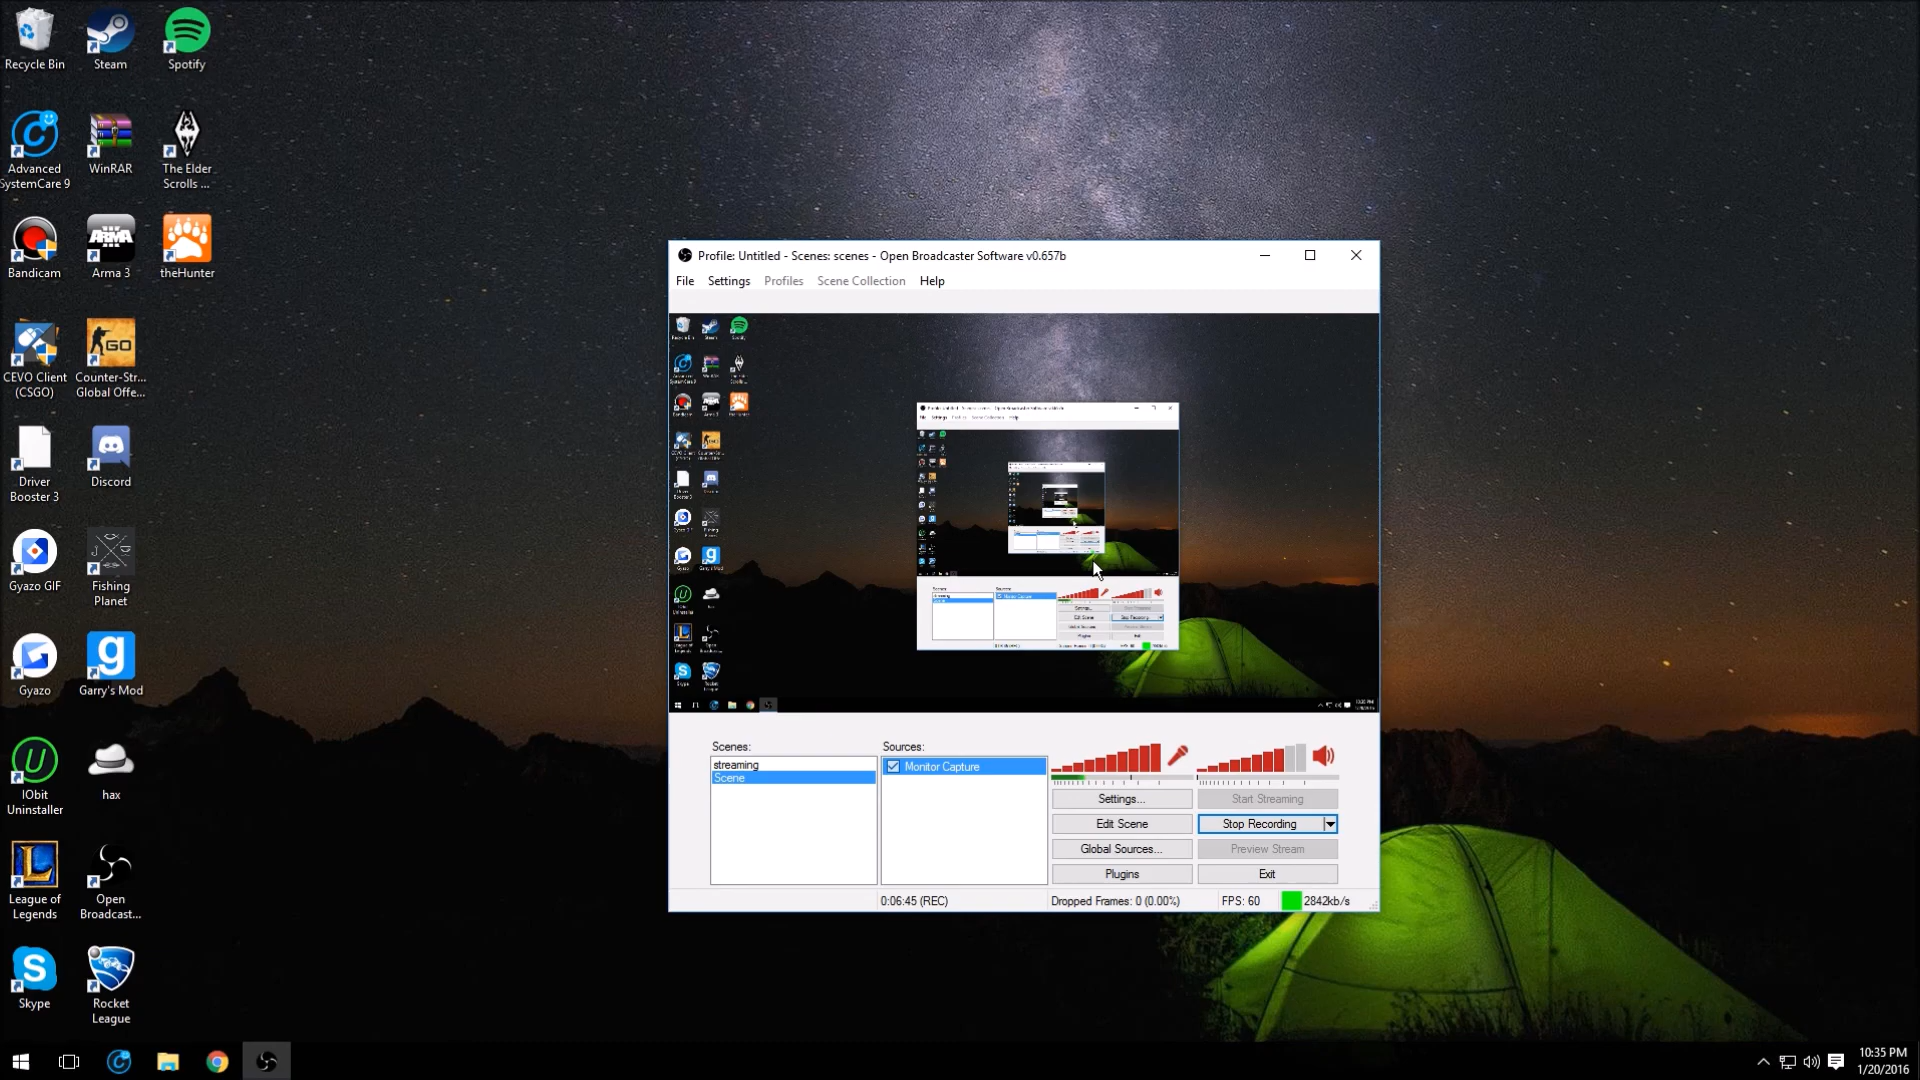 Recycle Bin
Steam
Spotify
Advanced
SystemCare 9
WinRAR
The Elder
Scrolls ...
Bandicam
Arma 3
theHunter
CEVO Client
(CSGO)
Counter-Str...
Global Offe...
Driver
Booster 3
Discord
Gyazo GIF
Fishing
Planet
Gyazo
Garry's Mod
IObit
Uninstaller
hax
League of
Legends
Open
Broadcast...
Skype
Rocket
League
Profile: Untitled - Scenes: scenes - Open Broadcaster Software v0.657b
File Settings Profiles Scene Collection Help
Scenes:
streaming
Scene
Sources:
Monitor Capture
Settings...
Start Streaming
Edit Scene
Stop Recording
Global Sources...
Preview Stream
Plugins
Exit
0:06:45 (REC)
Dropped Frames: 0 (0.00%)
FPS: 60
2842kb/s
10:35 PM
1/20/2016